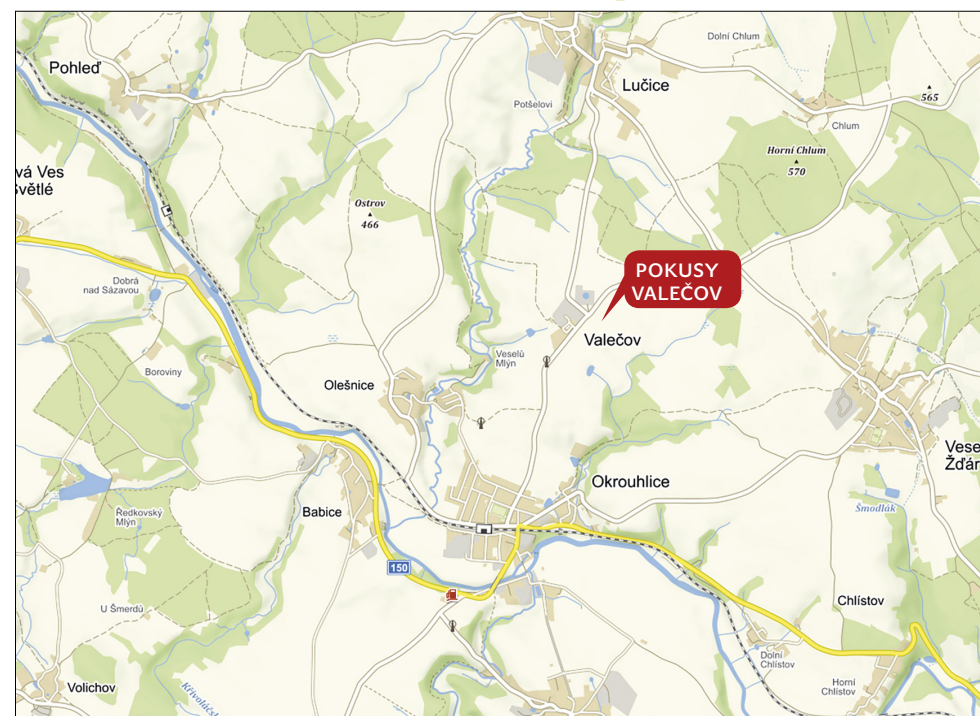 Dolní Chlum
Pohleď
Lučice
565
Potšelovi
Chlum
Horní Chlum
570
vá Ves
Světlé
Ostrov
466
POKUSY
VALEČOV
Dobrá
nad Sázavou
Valečov
Veselů
Mlýn
Boroviny
Olešnice
Vese
Žďár
Okrouhlice
Šmodlák
Babice
Ředkovský
Mlýn
150
Chlístov
U Šmerdů
Dolní
Chlístov
Volichov
Horní
Chlístov